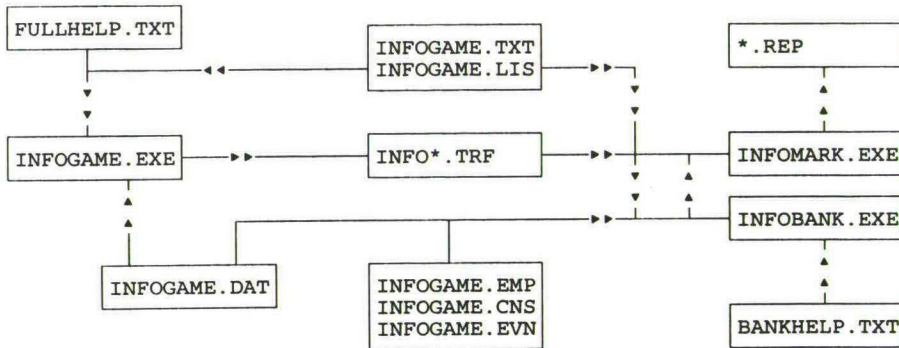 FULLHELP.TXT
INFOGAME.TXT
INFOGAME.LIS
*.REP
INFOGAME.EXE
INFO*.TRF
INFOMARK.EXE
INFOBANK.EXE
INFOGAME.DAT
INFOGAME.EMP
INFOGAME.CNS
INFOGAME.EVN
BANKHELP.TXT